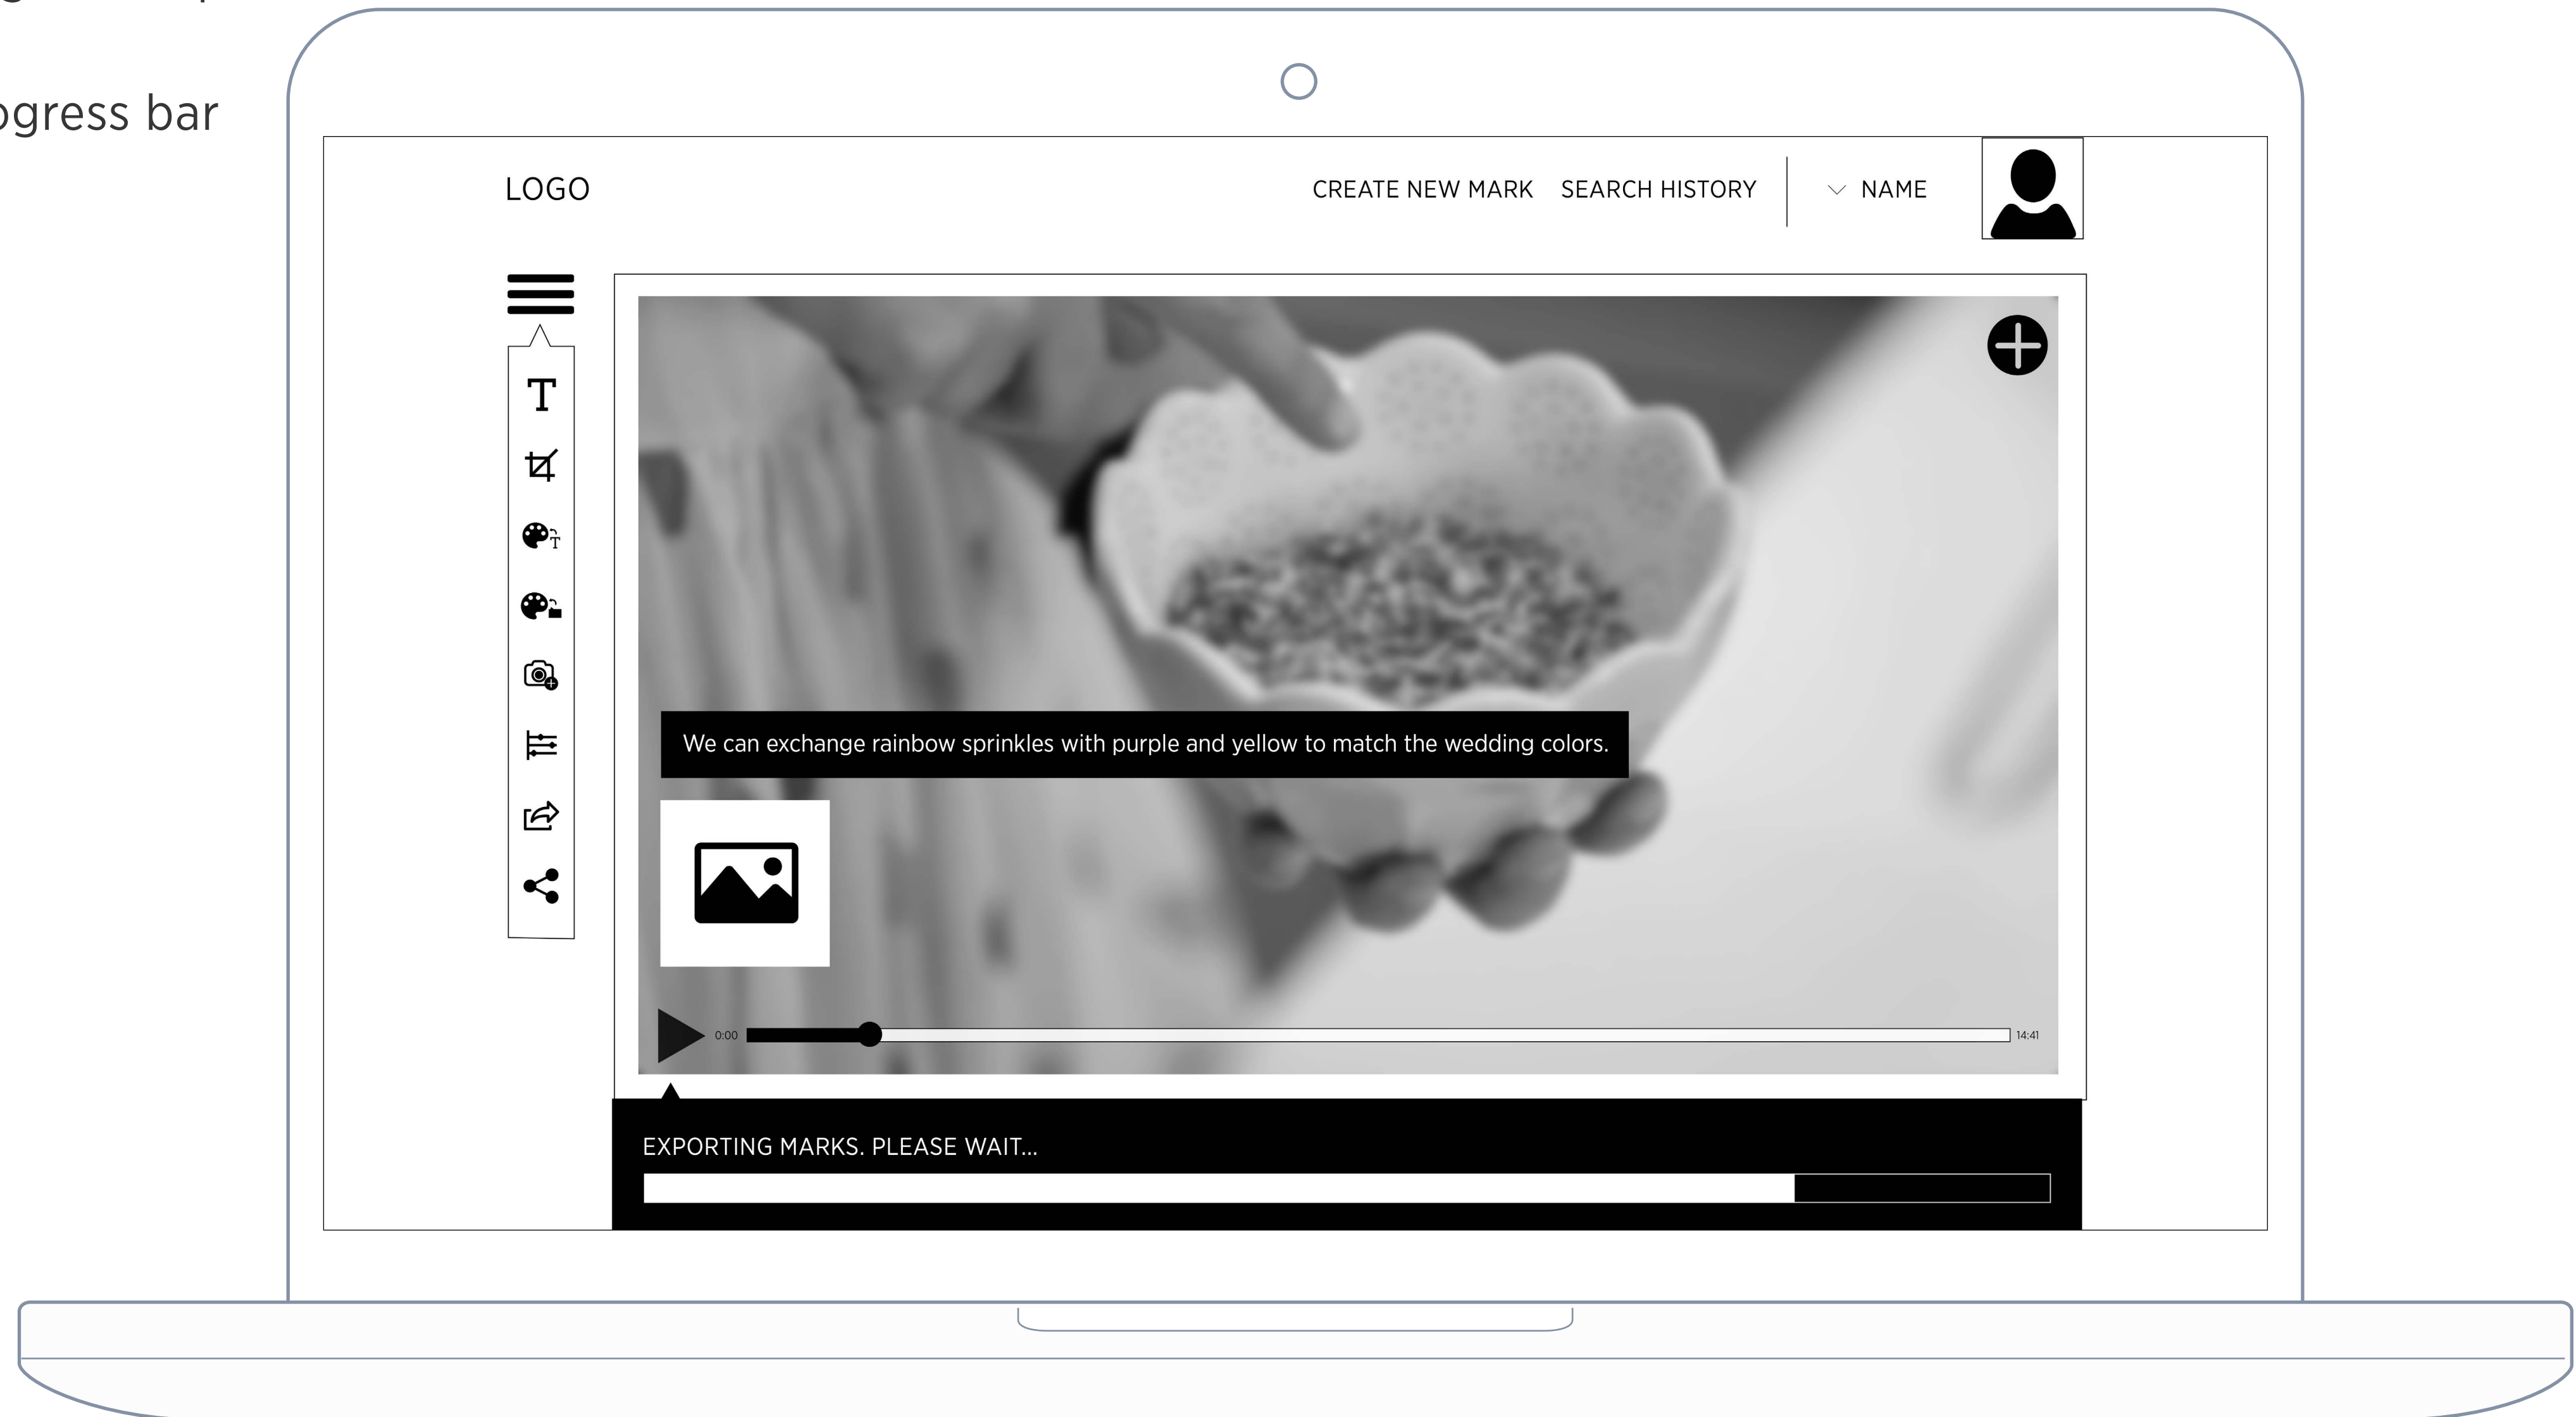 ogress bar
LOGO
CREATE NEW MARK SEARCH HISTORY NAME
T
T
We can exchange rainbow sprinkles with purple and yellow to match the wedding colors.
0:00 14:41
EXPORTING MARKS. PLEASE WAIT...